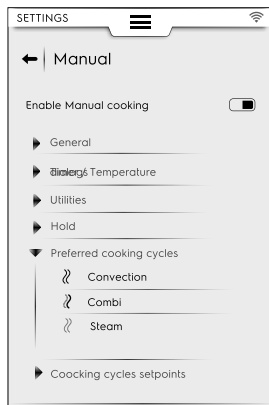 SETTINGS
Manual
Enable Manual cooking
General
Temperature
Utilities
Hold
Preferred cooking cycles
Convection
Combi
Steam
Coocking cycles setpoints